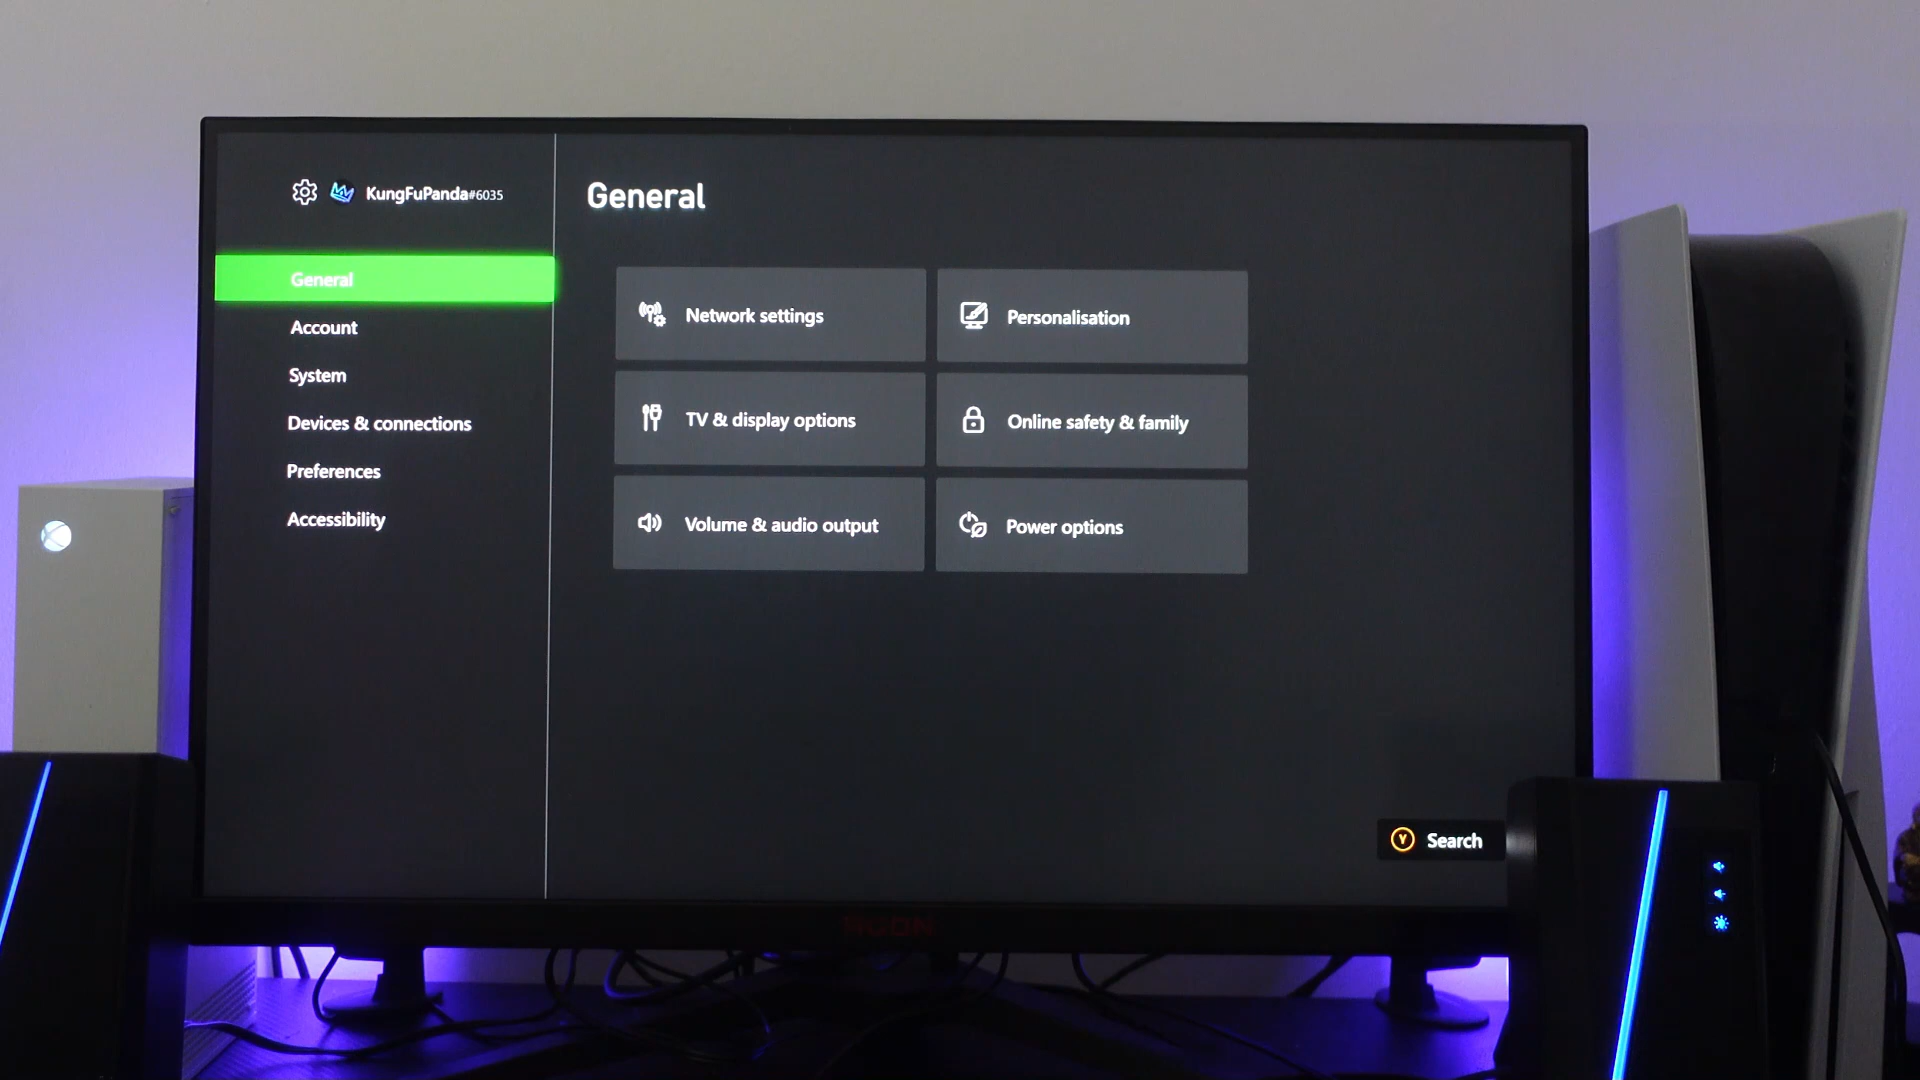 KungFuPanda#6035
General
Account
System
Devices & connections
Preferences
Accessibility
General
Network settings
Personalisation
TV & display options
Online safety & family
Volume & audio output
Power options
Y Search